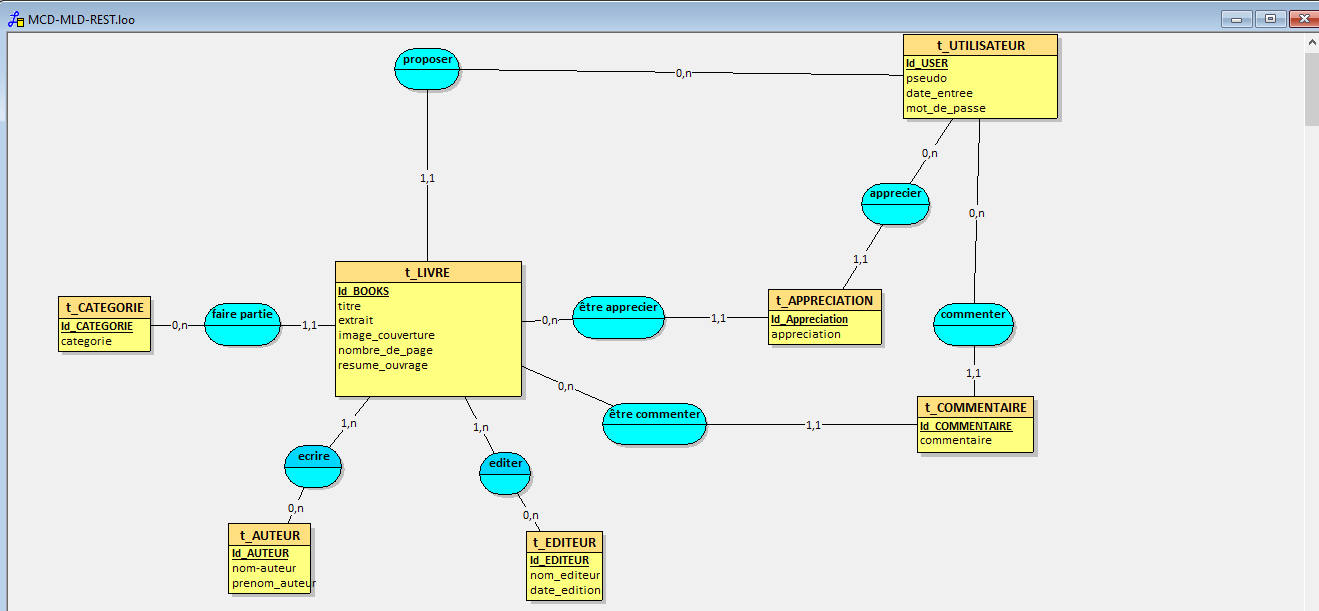 MCD-MLD-REST.loo
proposer
0,n
t_UTILISATEUR
Id_USER
pseudo
date_entree
mot_de_passe
0,n
apprecier
1,1
0,n
1,1
t_LIVRE
Id_BOOKS
titre
extrait
image_couverture
nombre_de_page
resume_ouvrage
t_CATEGORIE
Id_CATEGORIE
categorie
0,n
faire partie
1,1
0,n
être apprecier
1,1
t_APPRECIATION
Id_Appreciation
appreciation
commenter
1,1
0,n
être commenter
1,1
t_COMMENTAIRE
Id_COMMENTAIRE
commentaire
1,n
ecrire
0,n
t_AUTEUR
Id_AUTEUR
nom-auteur
prenom_auteur
1,n
editer
0,n
t_EDITEUR
Id_EDITEUR
nom_editeur
date_edition